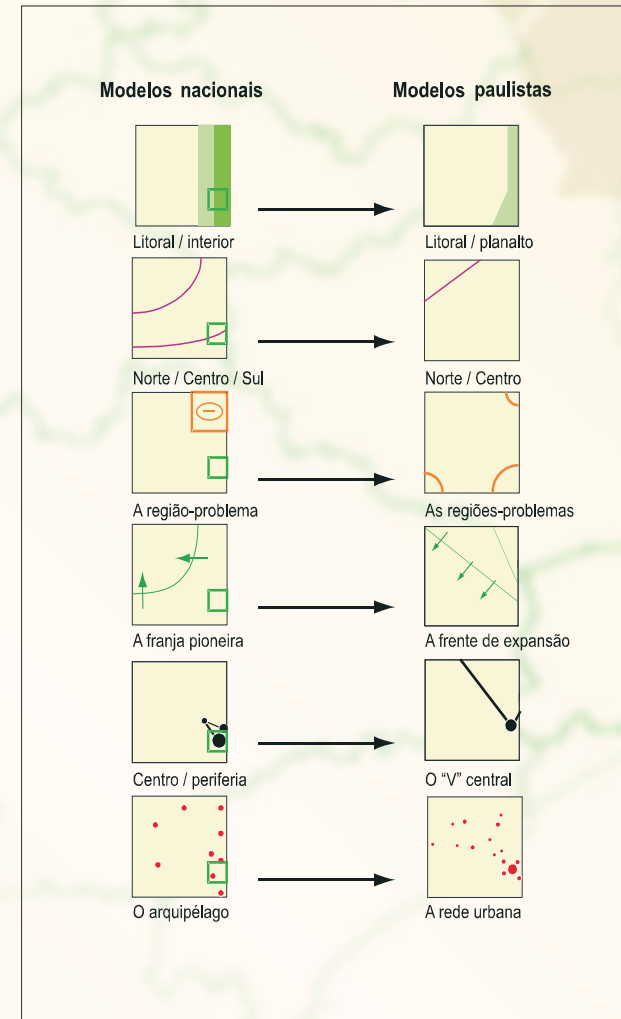 Modelos nacionais Modelos paulistas
Litoral / interior Litoral / planalto
Norte / Centro / Sul Norte / Centro
A região-problema As regiões-problemas
A franja pioneira A frente de expansão
Centro / periferia O "V" central
O arquipélago A rede urbana